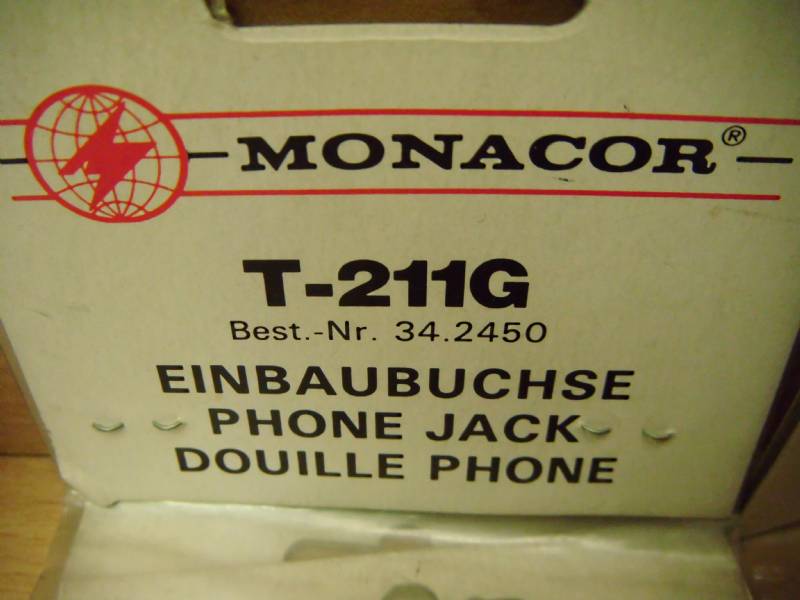 MONACOR®
T-211G
Best.-Nr. 34.2450
EINBAUBUCHSE
PHONE JACK
DOUILLE PHONE